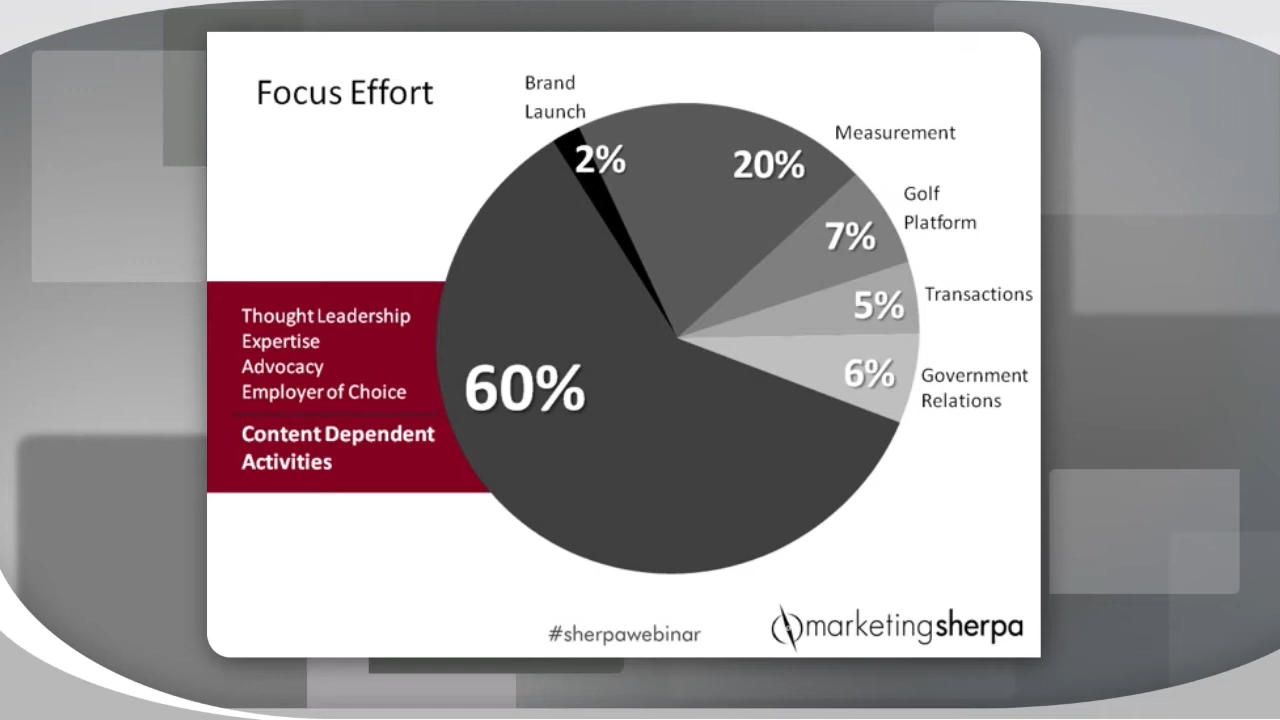 Focus Effort
Brand
Launch
2%
20%
Measurement
7%
Golf
Platform
5%
Transactions
6%
Government
Relations
60%
Thought Leadership
Expertise
Advocacy
Employer of Choice
Content Dependent
Activities
#sherpawebinar
marketingsherpa